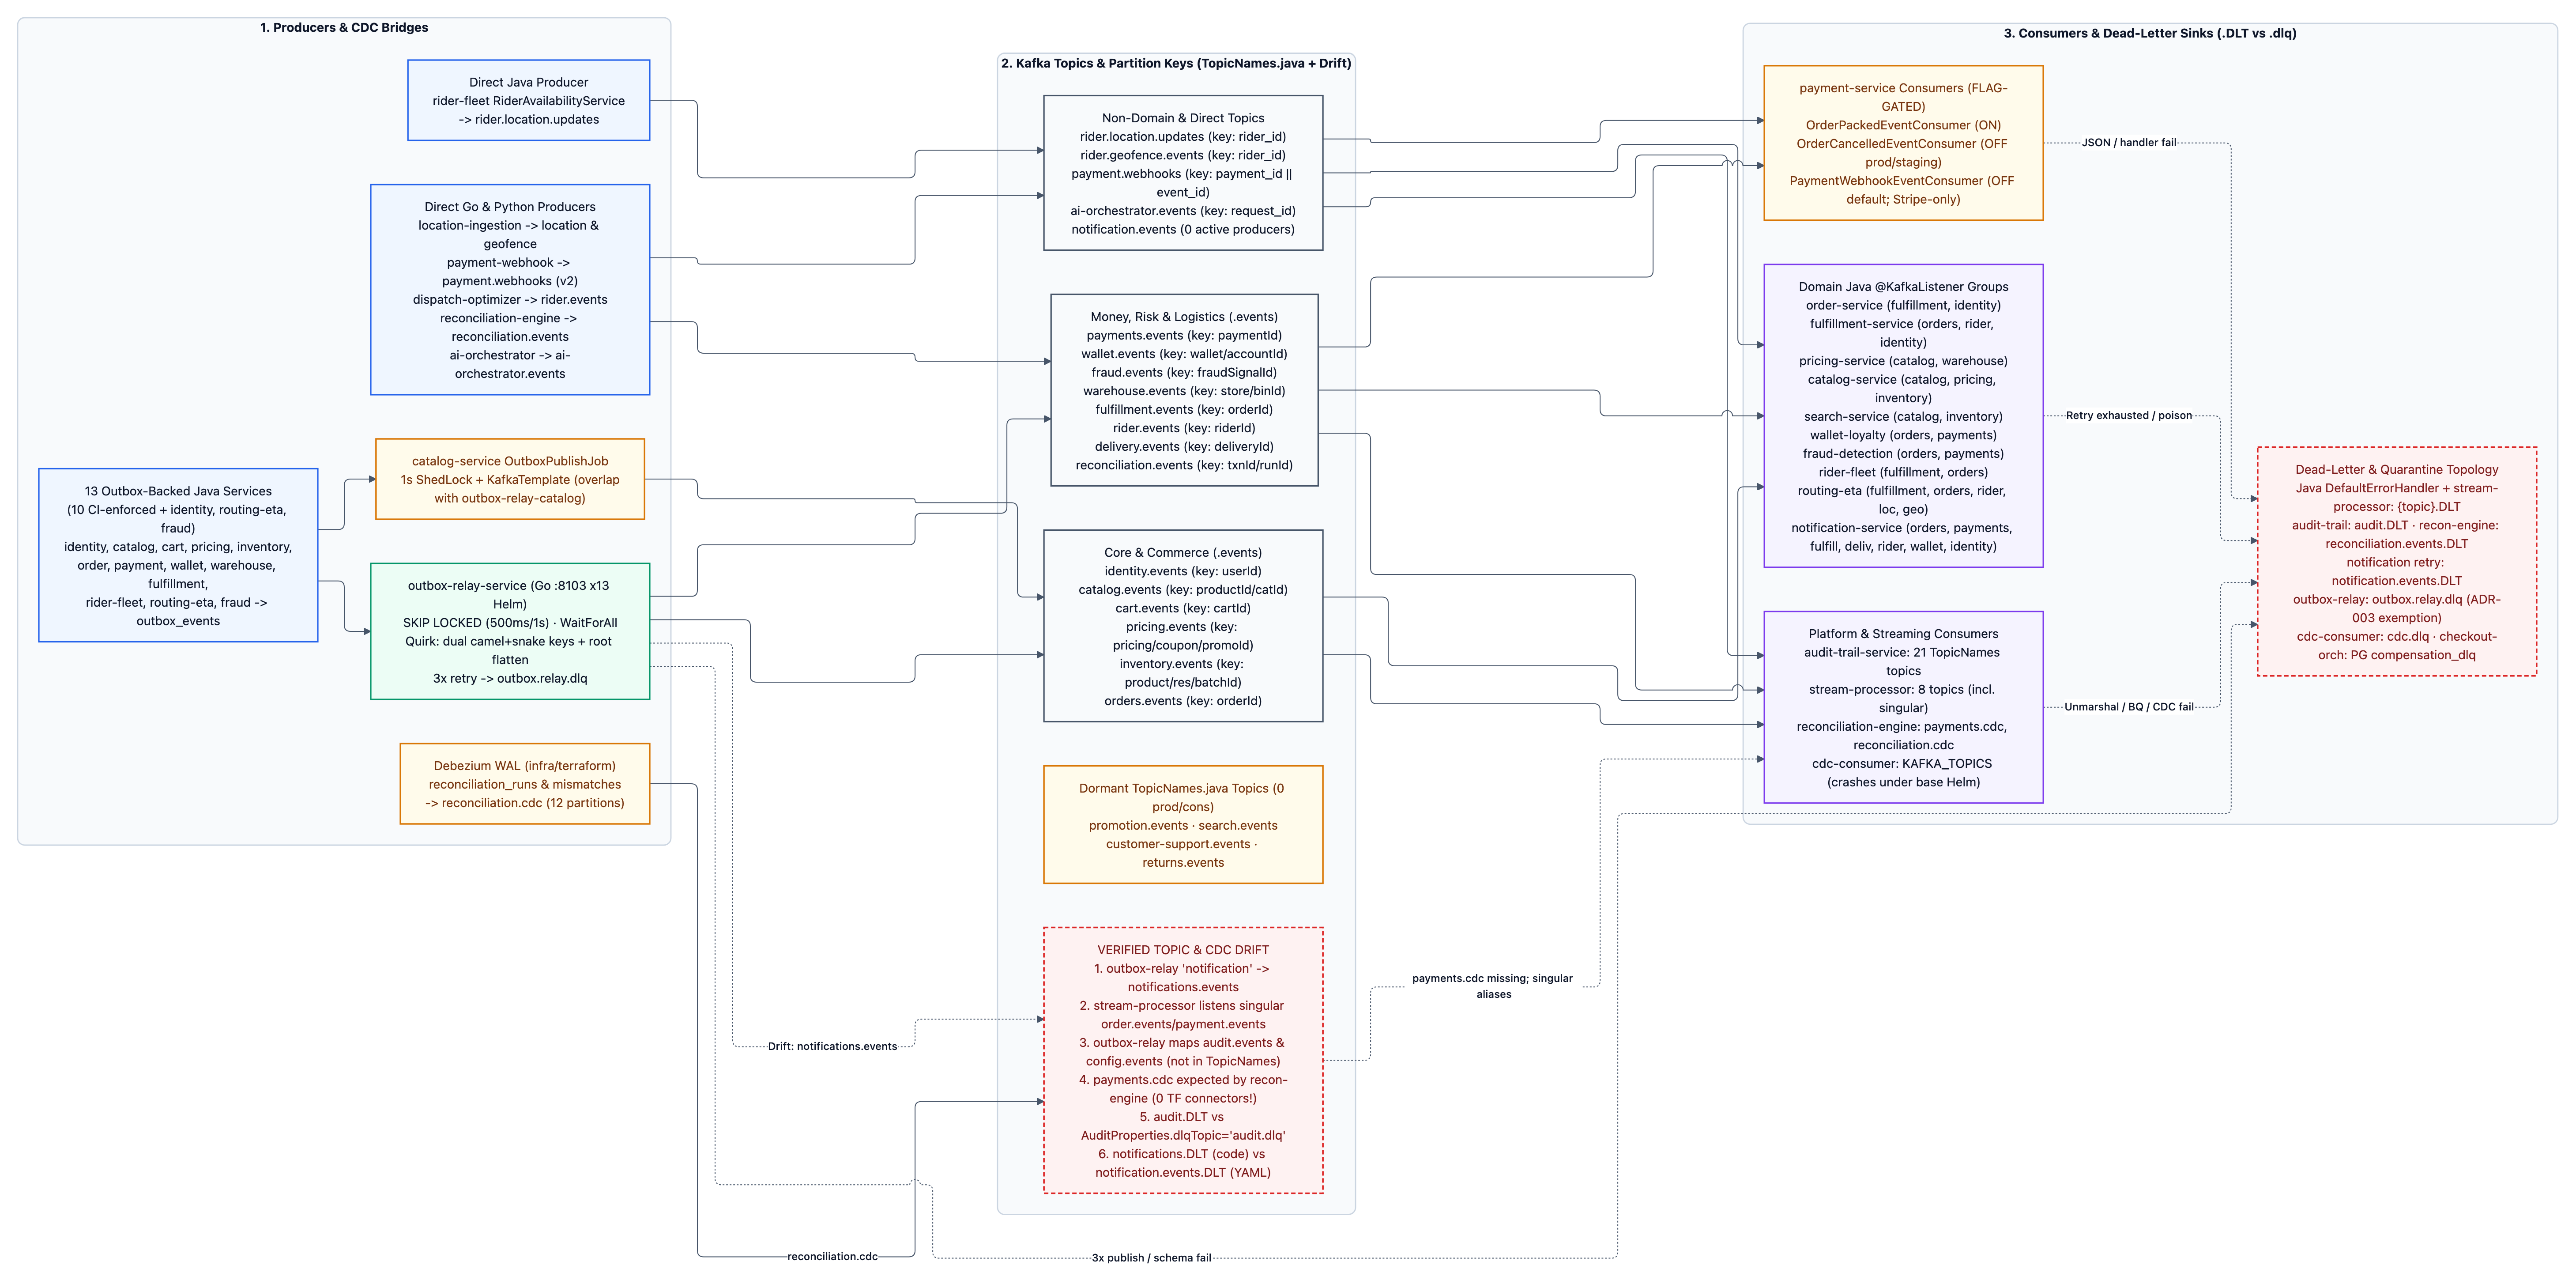 1. Producers & CDC Bridges
Direct Java Producer
rider-fleet RiderAvailabilityService
-> rider.location.updates
Direct Go & Python Producers
location-ingestion -> location &
geofence
payment-webhook ->
payment.webhooks (v2)
dispatch-optimizer -> rider.events
reconciliation-engine ->
reconciliation.events
ai-orchestrator -> ai-
orchestrator.events
13 Outbox-Backed Java Services
(10 CI-enforced + identity, routing-eta,
fraud)
identity, catalog, cart, pricing, inventory,
order, payment, wallet, warehouse,
fulfillment,
rider-fleet, routing-eta, fraud ->
outbox_events
catalog-service OutboxPublishJob
1s ShedLock + KafkaTemplate (overlap
with outbox-relay-catalog)
outbox-relay-service (Go :8103 x13
Helm)
SKIP LOCKED (500ms/1s) · WaitForAll
Quirk: dual camel+snake keys + root
flatten
3x retry -> outbox.relay.dlq
Debezium WAL (infra/terraform)
reconciliation_runs & mismatches
-> reconciliation.cdc (12 partitions)
2. Kafka Topics & Partition Keys (TopicNames.java + Drift)
Non-Domain & Direct Topics
rider.location.updates (key: rider_id)
rider.geofence.events (key: rider_id)
payment.webhooks (key: payment_id ||
event_id)
ai-orchestrator.events (key: request_id)
notification.events (0 active producers)
Money, Risk & Logistics (.events)
payments.events (key: paymentId)
wallet.events (key: wallet/accountId)
fraud.events (key: fraudSignalId)
warehouse.events (key: store/binId)
fulfillment.events (key: orderId)
rider.events (key: riderId)
delivery.events (key: deliveryId)
reconciliation.events (key: txnId/runId)
Core & Commerce (.events)
identity.events (key: userId)
catalog.events (key: productId/catId)
cart.events (key: cartId)
pricing.events (key:
pricing/coupon/promoId)
inventory.events (key:
product/res/batchId)
orders.events (key: orderId)
Dormant TopicNames.java Topics (0
prod/cons)
promotion.events · search.events
customer-support.events ·
returns.events
VERIFIED TOPIC & CDC DRIFT
1. outbox-relay 'notification' ->
notifications.events
2. stream-processor listens singular
order.events/payment.events
3. outbox-relay maps audit.events &
config.events (not in TopicNames)
4. payments.cdc expected by recon-
engine (0 TF connectors!)
5. audit.DLT vs
AuditProperties.dlqTopic='audit.dlq'
6. notifications.DLT (code) vs
notification.events.DLT (YAML)
Drift: notifications.events
reconciliation.cdc
3x publish / schema fail
payments.cdc missing; singular
aliases
3. Consumers & Dead-Letter Sinks (.DLT vs .dlq)
payment-service Consumers (FLAG-
GATED)
OrderPackedEventConsumer (ON)
OrderCancelledEventConsumer (OFF
prod/staging)
PaymentWebhookEventConsumer (OFF
default; Stripe-only)
Domain Java @KafkaListener Groups
order-service (fulfillment, identity)
fulfillment-service (orders, rider,
identity)
pricing-service (catalog, warehouse)
catalog-service (catalog, pricing,
inventory)
search-service (catalog, inventory)
wallet-loyalty (orders, payments)
fraud-detection (orders, payments)
rider-fleet (fulfillment, orders)
routing-eta (fulfillment, orders, rider,
loc, geo)
notification-service (orders, payments,
fulfill, deliv, rider, wallet, identity)
Platform & Streaming Consumers
audit-trail-service: 21 TopicNames
topics
stream-processor: 8 topics (incl.
singular)
reconciliation-engine: payments.cdc,
reconciliation.cdc
cdc-consumer: KAFKA_TOPICS
(crashes under base Helm)
JSON / handler fail
Retry exhausted / poison
Unmarshal / BQ / CDC fail
Dead-Letter & Quarantine Topology
Java DefaultErrorHandler + stream-
processor: {topic}.DLT
audit-trail: audit.DLT · recon-engine:
reconciliation.events.DLT
notification retry:
notification.events.DLT
outbox-relay: outbox.relay.dlq (ADR-
003 exemption)
cdc-consumer: cdc.dlq · checkout-
orch: PG compensation_dlq